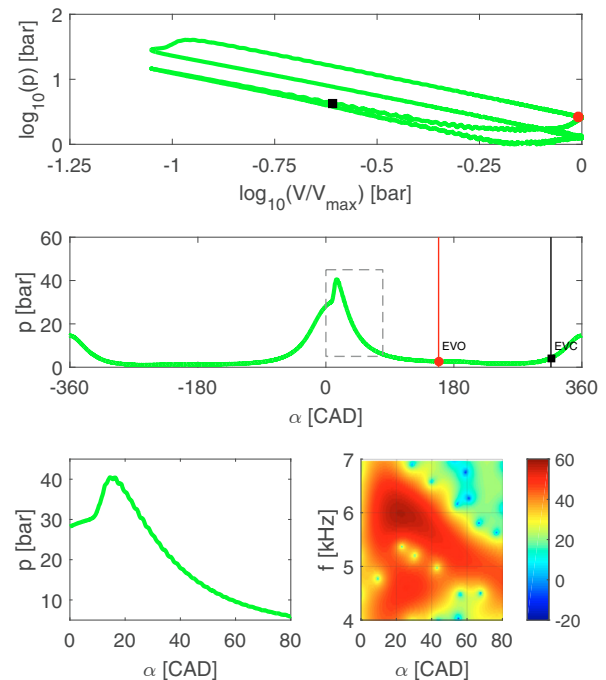 log10(p) [bar]
2
1
0
-1.25 -1 -0.75 -0.5 -0.25 0
log10(V/Vmax) [bar]
p [bar]
60
40
20
0
EVO
EVC
-360 -180 0 180 360
α [CAD]
p [bar]
40
30
20
10
0 20 40 60 80
α [CAD]
f [kHz]
7
6
5
4
0 20 40 60 80
α [CAD]
60
40
20
0
-20